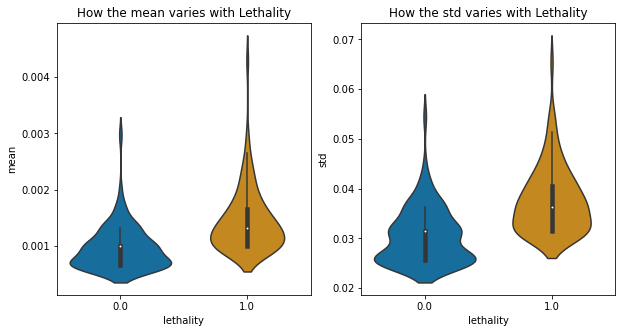 How the mean varies with Lethality
mean
0.004
0.003
0.002
0.001
0.0
1.0
lethality
How the std varies with Lethality
std
0.07
0.06
0.05
0.04
0.03
0.02
0.0
1.0
lethality